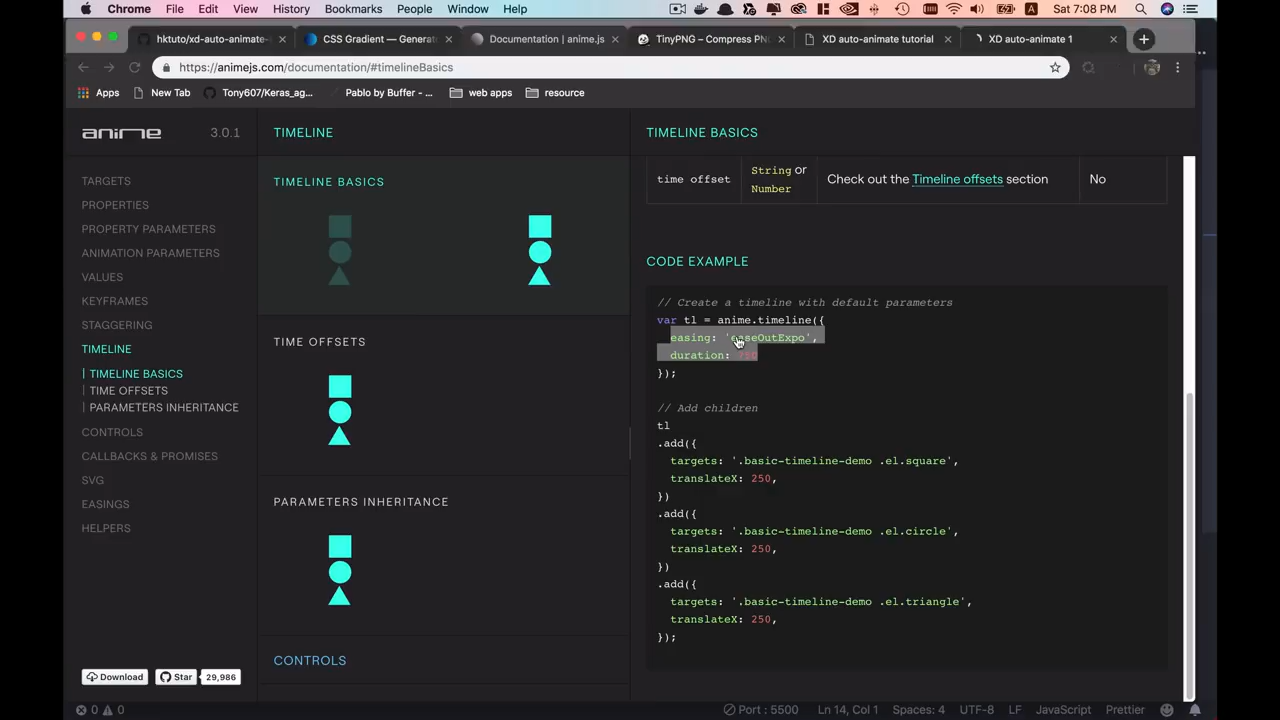 Chrome File Edit View History Bookmarks People Window Help Sat 7:08 PM
hktuto/xd-auto-animate- CSS Gradient — Generat Documentation | anime.js TinyPNG – Compress PN XD auto-animate tutorial XD auto-animate 1
https://animejs.com/documentation/#timelineBasics
Apps New Tab Tony607/Keras_ag... Pablo by Buffer - ... web apps resource
anime 3.0.1 TIMELINE TIMELINE BASICS
TARGETS
PROPERTIES
PROPERTY PARAMETERS
ANIMATION PARAMETERS
VALUES
KEYFRAMES
STAGGERING
TIMELINE
TIMELINE BASICS
TIME OFFSETS
PARAMETERS INHERITANCE
CONTROLS
CALLBACKS & PROMISES
SVG
EASINGS
HELPERS
Download Star 29,986
TIMELINE BASICS
TIME OFFSETS
PARAMETERS INHERITANCE
CONTROLS
time offset String or Number Check out the Timeline offsets section No
CODE EXAMPLE
// Create a timeline with default parameters
var tl = anime.timeline({
easing: 'easeOutExpo',
duration: 750
});
// Add children
tl
.add({
targets: '.basic-timeline-demo .el.square',
translateX: 250,
})
.add({
targets: '.basic-timeline-demo .el.circle',
translateX: 250,
})
.add({
targets: '.basic-timeline-demo .el.triangle',
translateX: 250,
});
0 0 Port : 5500 Ln 14, Col 1 Spaces: 4 UTF-8 LF JavaScript Prettier